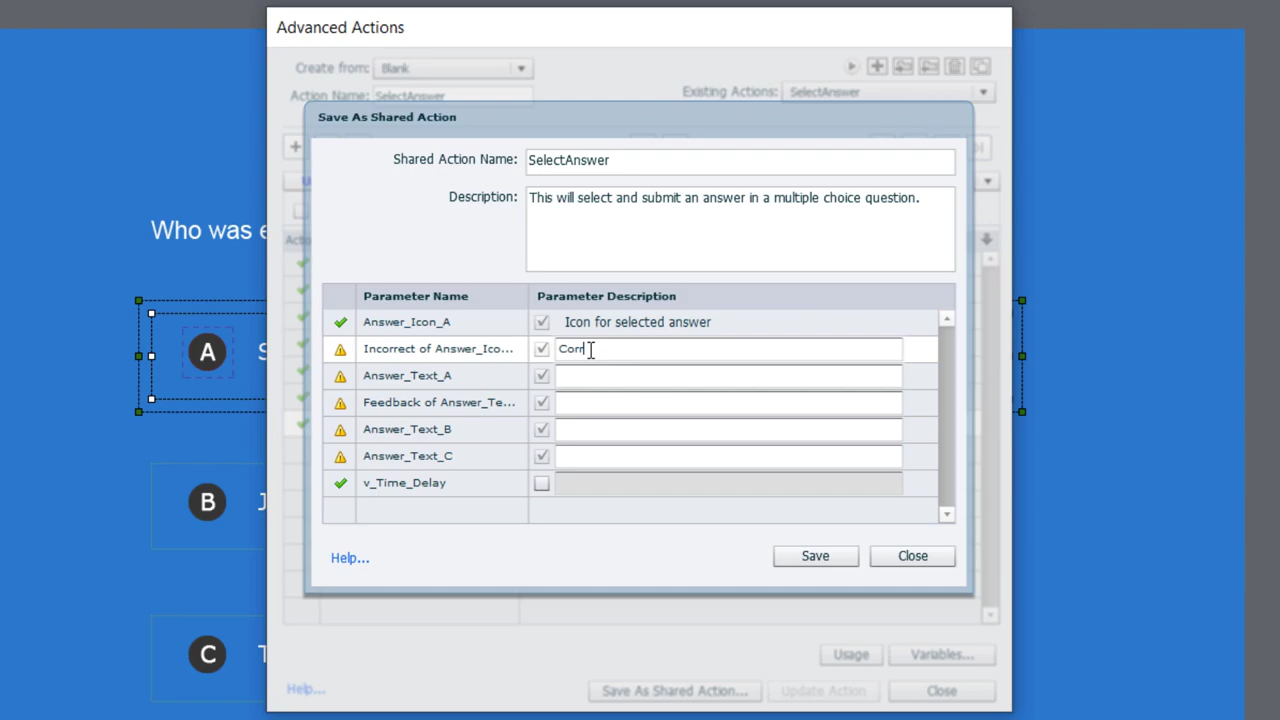 Advanced Actions
Create from: Blank
Action Name: SelectAnswer
Existing Actions: SelectAnswer
Save As Shared Action
Shared Action Name: SelectAnswer
Description: This will select and submit an answer in a multiple choice question.
Who was
Parameter Name Parameter Description
Answer_Icon_A Icon for selected answer
Incorrect of Answer_Ico... Corr
Answer_Text_A
Feedback of Answer_Te...
Answer_Text_B
Answer_Text_C
v_Time_Delay
A S
B J
C T
Help... Save Close
Usage Variables...
Help... Save As Shared Action... Update Action Close